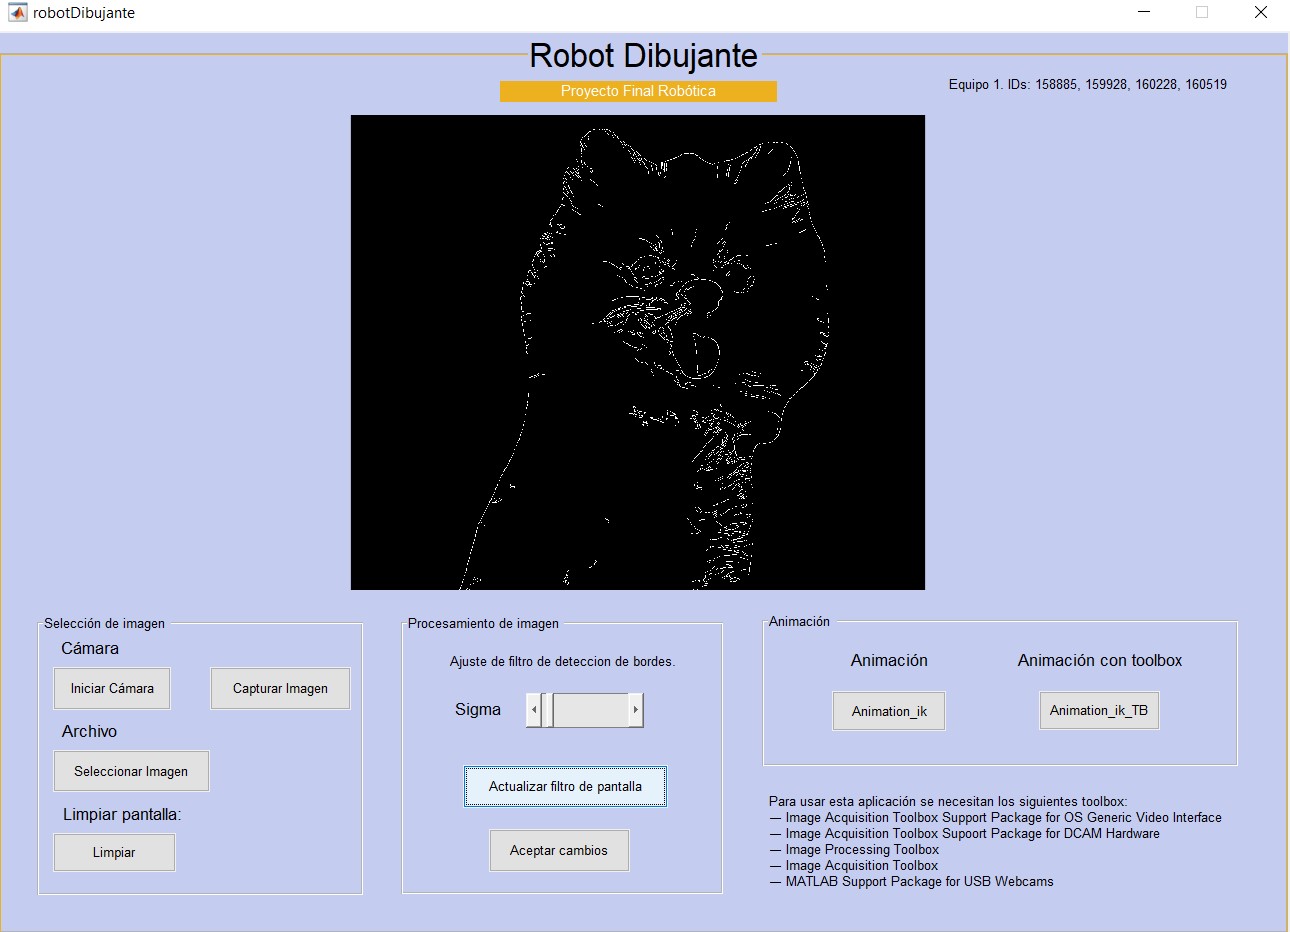 robotDibujante
Robot Dibujante
Proyecto Final Robótica
Equipo 1. IDs: 158885, 159928, 160228, 160519
Selección de imagen
Cámara
Iniciar Cámara
Capturar Imagen
Archivo
Seleccionar Imagen
Limpiar pantalla:
Limpiar
Procesamiento de imagen
Ajuste de filtro de deteccion de bordes.
Sigma
Actualizar filtro de pantalla
Aceptar cambios
Animación
Animación
Animación con toolbox
Animation_ik
Animation_ik_TB
Para usar esta aplicación se necesitan los siguientes toolbox:
— Image Acquisition Toolbox Support Package for OS Generic Video Interface
— Image Acquisition Toolbox Supoort Package for DCAM Hardware
— Image Processing Toolbox
— Image Acquisition Toolbox
— MATLAB Support Package for USB Webcams